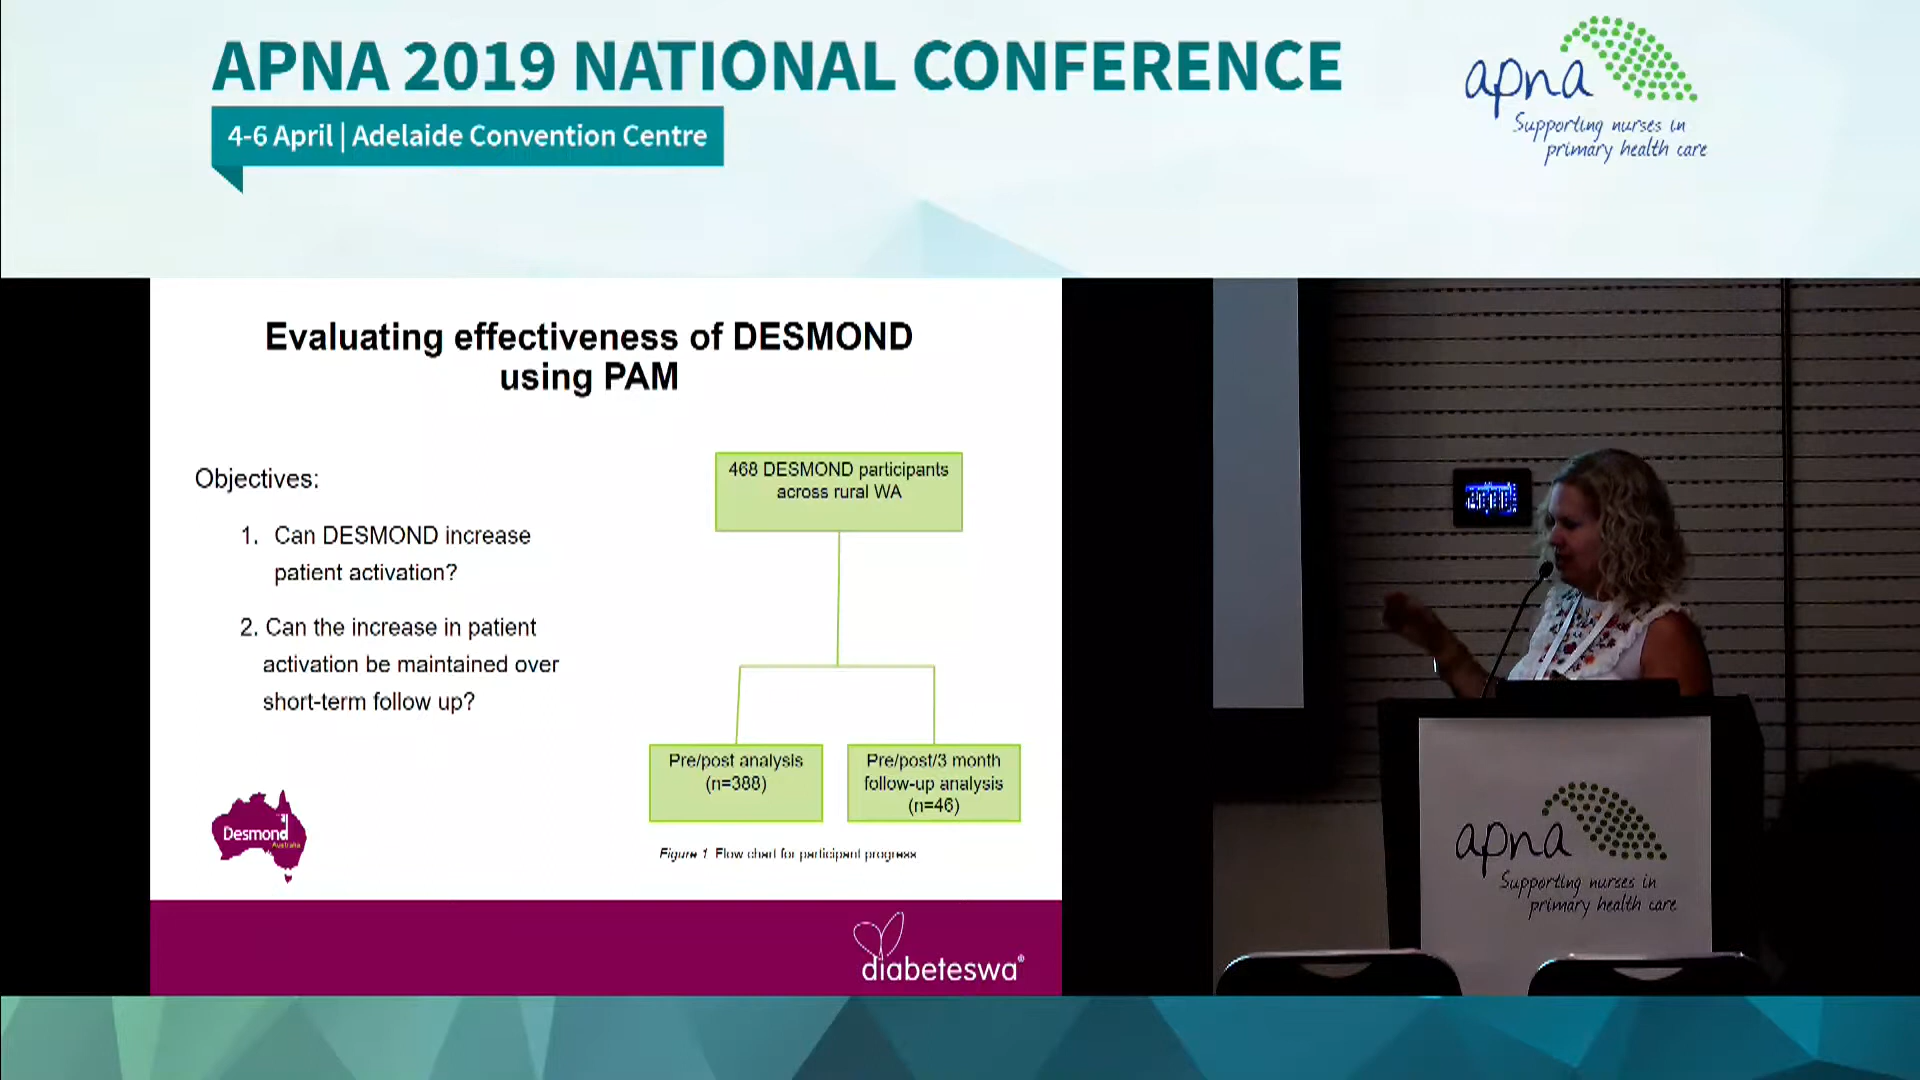 APNA 2019 NATIONAL CONFERENCE
4-6 April | Adelaide Convention Centre
apna
Supporting nurses in
primary health care
Evaluating effectiveness of DESMOND
using PAM
Objectives:
1. Can DESMOND increase
patient activation?
2. Can the increase in patient
activation be maintained over
short-term follow up?
468 DESMOND participants
across rural WA
Pre/post analysis
(n=388)
Pre/post/3 month
follow-up analysis
(n=46)
Figure 1 Flow chart for participant progress
Desmond
Australia
diabeteswa®
apna
Supporting nurses in
primary health care